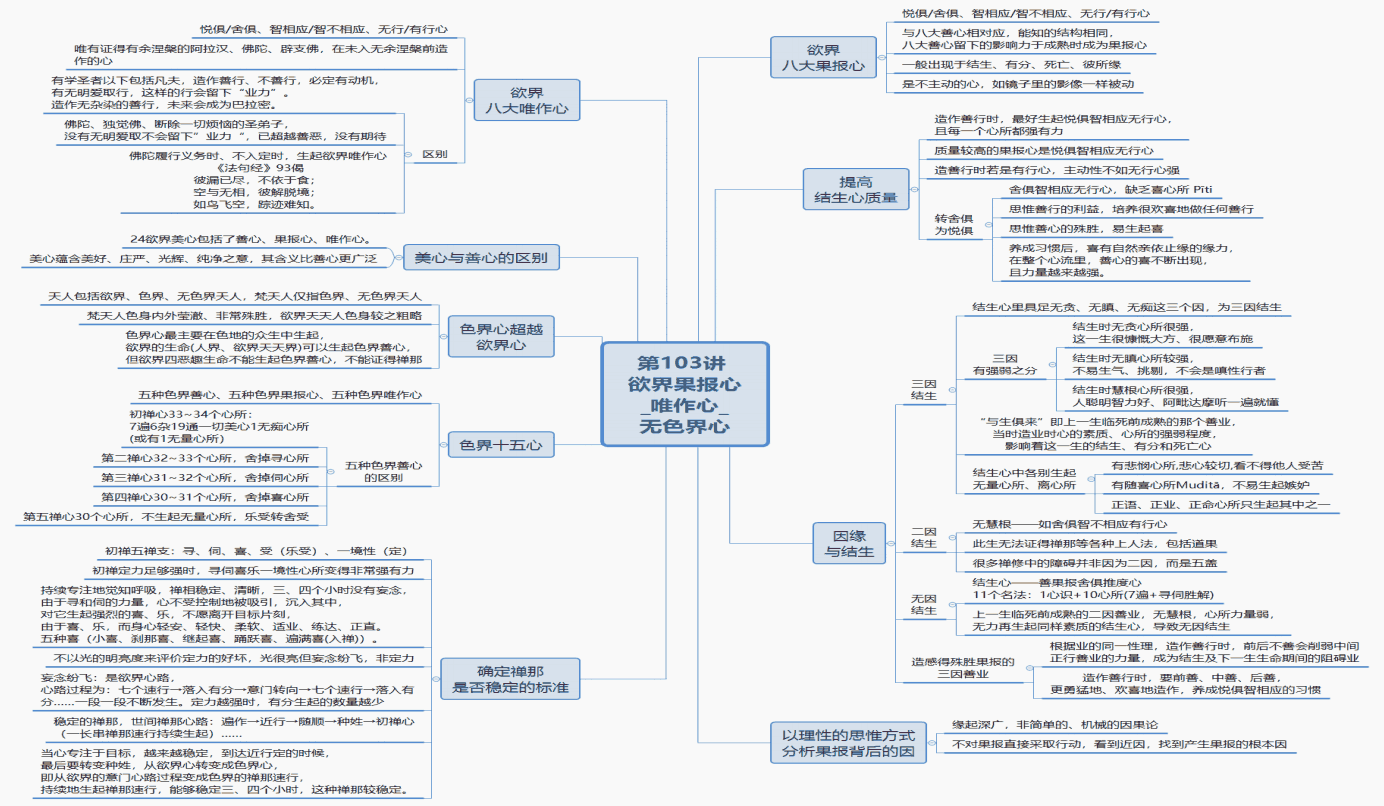 第103讲
欲界果报心
_唯作心_
无色界心
欲界
八大果报心
悦俱/舍俱、智相应/智不相应、无行/有行心
与八大善心相对应，能知的结构相同，
八大善心留下的影响力于成熟时成为果报心
一般出现于结生、有分、死亡、彼所缘
是不主动的心，如镜子里的影像一样被动
提高
结生心质量
造作善行时，最好生起悦俱智相应无行心，
且每一个心所都强有力
质量较高的果报心是悦俱智相应无行心
造善行时若是有行心，主动性不如无行心强
转舍俱
为悦俱
舍俱智相应无行心，缺乏喜心所 Pīti
思惟善行的利益，培养很欢喜地做任何善行
思惟善心的殊胜，易生起喜
养成习惯后，喜有自然亲依止缘的缘力，
在整个心流里，善心的喜不断出现，
且力量越来越强。
因缘
与结生
三因
结生
结生心里具足无贪、无瞋、无痴这三个因，为三因结生
三因
有强弱之分
结生时无贪心所很强，
这一生很慷慨大方、很愿意布施
结生时无瞋心所较强，
不易生气、挑剔，不会是嗔性行者
结生时慧根心所很强，
人聪明智力好、阿毗达摩听一遍就懂
“与生俱来”即上一生临死前成熟的那个善业，
当时造业时心的素质、心所的强弱程度，
影响着这一生的结生、有分和死亡心
结生心中各别生起
无量心所、离心所
有悲悯心所,悲心较切,看不得他人受苦
有随喜心所Muditā，不易生起嫉妒
正语、正业、正命心所只生起其中之一
二因
结生
无慧根——如舍俱智不相应有行心
此生无法证得禅那等各种上人法，包括道果
很多禅修中的障碍并非因为二因，而是五盖
无因
结生
结生心——善果报舍俱推度心
11个名法：1心识+10心所(7遍+寻伺胜解)
上一生临死前成熟的二因善业，无慧根，心所力量弱，
无力再生起同样素质的结生心，导致无因结生
造感得殊胜果报的
三因善业
根据业的同一性理，造作善行时，前后不善会削弱中间
正行善业的力量，成为结生及下一生生命期间的阻碍业
造作善行时，要前善、中善、后善，
更勇猛地、欢喜地造作，养成悦俱智相应的习惯
以理性的思惟方式
分析果报背后的因
缘起深广，非简单的、机械的因果论
不对果报直接采取行动，看到近因，找到产生果报的根本因
欲界
八大唯作心
悦俱/舍俱、智相应/智不相应、无行/有行心
唯有证得有余涅槃的阿拉汉、佛陀、辟支佛，在未入无余涅槃前造
作的心
区别
有学圣者以下包括凡夫，造作善行、不善行，必定有动机，
有无明爱取行，这样的行会留下“业力”。
造作无杂染的善行，未来会成为巴拉密。
佛陀、独觉佛、断除一切烦恼的圣弟子，
没有无明爱取不会留下”业力“，已超越善恶，没有期待
佛陀履行义务时、不入定时，生起欲界唯作心
《法句经》93偈
彼漏已尽，不依于食；
空与无相，彼解脱境；
如鸟飞空，踪迹难知。
美心与善心的区别
24欲界美心包括了善心、果报心、唯作心。
美心蕴含美好、庄严、光辉、纯净之意，其含义比善心更广泛
色界心超越
欲界心
天人包括欲界、色界、无色界天人，梵天人仅指色界、无色界天人
梵天人色身内外莹澈、非常殊胜，欲界天天人色身较之粗略
色界心最主要在色地的众生中生起，
欲界的生命(人界、欲界天天界)可以生起色界善心，
但欲界四恶趣生命不能生起色界善心，不能证得禅那
色界十五心
五种色界善心、五种色界果报心、五种色界唯作心
五种色界善心
的区别
初禅心33~34个心所：
7遍6杂19通一切美心1无痴心所
(或有1无量心所)
第二禅心32~33个心所，舍掉寻心所
第三禅心31~32个心所，舍掉伺心所
第四禅心30~31个心所，舍掉喜心所
第五禅心30个心所，不生起无量心所，乐受转舍受
确定禅那
是否稳定的标准
初禅五禅支：寻、伺、喜、受（乐受）、一境性（定）
初禅定力足够强时，寻伺喜乐一境性心所变得非常强有力
持续专注地觉知呼吸，禅相稳定、清晰，三、四个小时没有妄念，
由于寻和伺的力量，心不受控制地被吸引，沉入其中，
对它生起强烈的喜、乐，不愿离开目标片刻，
由于喜、乐，而身心轻安、轻快、柔软、适业、练达、正直。
五种喜（小喜、刹那喜、继起喜、踊跃喜、遍满喜(入禅)）。
不以光的明亮度来评价定力的好坏，光很亮但妄念纷飞，非定力
妄念纷飞：是欲界心路，
心路过程为：七个速行→落入有分→意门转向→七个速行→落入有
分……一段一段不断发生。定力越强时，有分生起的数量越少
稳定的禅那，世间禅那心路：遍作→近行→随顺→种姓→初禅心
（一长串禅那速行持续生起）……
当心专注于目标，越来越稳定，到达近行定的时候，
最后要转变种姓，从欲界心转变成色界心，
即从欲界的意门心路过程变成色界的禅那速行，
持续地生起禅那速行，能够稳定三、四个小时，这种禅那较稳定。